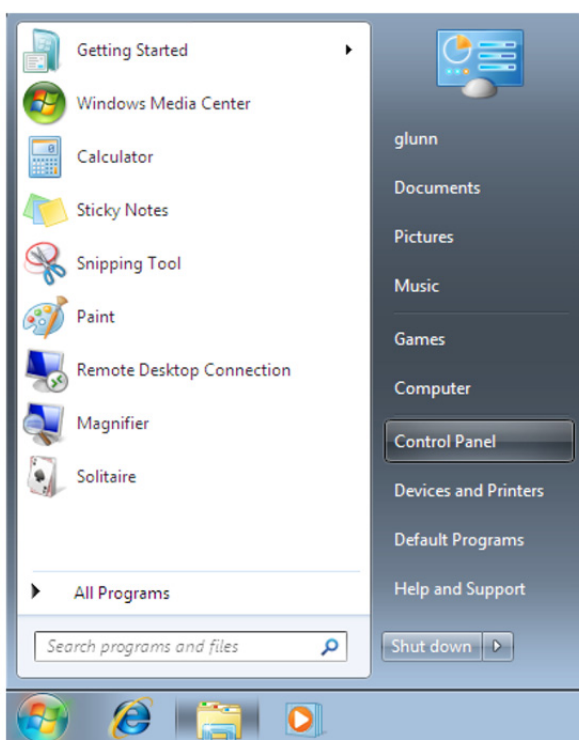 Getting Started
Windows Media Center
Calculator
Sticky Notes
Snipping Tool
Paint
Remote Desktop Connection
Magnifier
Solitaire
All Programs
Search programs and files
glunn
Documents
Pictures
Music
Games
Computer
Control Panel
Devices and Printers
Default Programs
Help and Support
Shut down